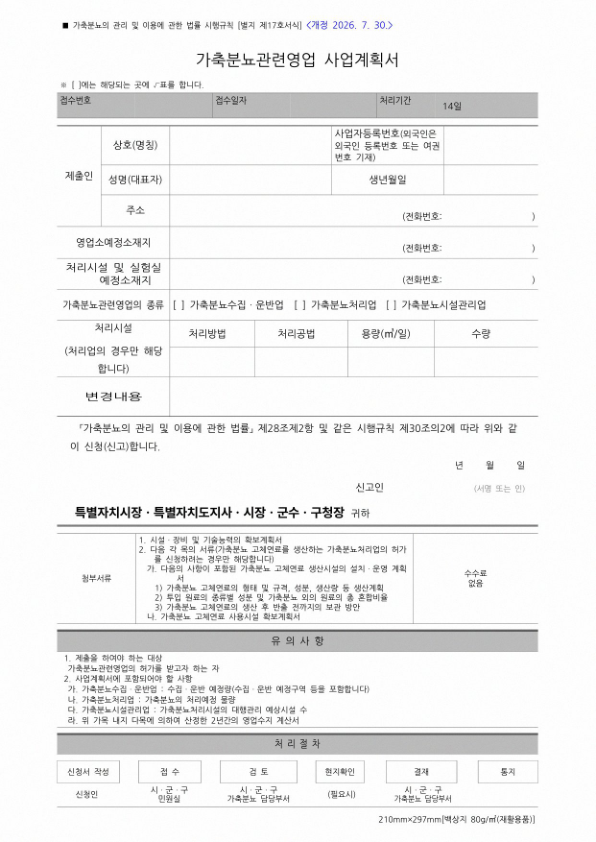 ■ 가축분뇨의 관리 및 이용에 관한 법률 시행규칙 [별지 제17호서식] <개정 2026. 7. 30.>
가축분뇨관련영업 사업계획서
※ [ ]에는 해당되는 곳에 ✓표를 합니다.
접수번호 접수일자 처리기간 14일
제출인
상호(명칭)
사업자등록번호(외국인은
외국인 등록번호 또는 여권
번호 기재)
성명(대표자) 생년월일
주소
(전화번호: )
영업소예정소재지
(전화번호: )
처리시설 및 실험실
예정소재지
(전화번호: )
가축분뇨관련영업의 종류 [ ] 가축분뇨수집ㆍ운반업 [ ] 가축분뇨처리업 [ ] 가축분뇨시설관리업
처리시설
(처리업의 경우만 해당
합니다)
처리방법 처리공법 용량(㎥/일) 수량
변경내용
「가축분뇨의 관리 및 이용에 관한 법률」 제28조제2항 및 같은 시행규칙 제30조의2에 따라 위와 같
이 신청(신고)합니다.
년 월 일
신고인 (서명 또는 인)
특별자치시장ㆍ특별자치도지사ㆍ시장ㆍ군수ㆍ구청장 귀하
첨부서류
1. 시설ㆍ장비 및 기술능력의 확보계획서
2. 다음 각 목의 서류(가축분뇨 고체연료를 생산하는 가축분뇨처리업의 허가
를 신청하려는 경우만 해당합니다)
가. 다음의 사항이 포함된 가축분뇨 고체연료 생산시설의 설치ㆍ운영 계획
서
1) 가축분뇨 고체연료의 형태 및 규격, 성분, 생산량 등 생산계획
2) 투입 원료의 종류별 성분 및 가축분뇨 외의 원료의 총 혼합비율
3) 가축분뇨 고체연료의 생산 후 반출 전까지의 보관 방안
나. 가축분뇨 고체연료 사용시설 확보계획서
수수료
없음
유의사항
1. 제출을 하여야 하는 대상
가축분뇨관련영업의 허가를 받고자 하는 자
2. 사업계획서에 포함되어야 할 사항
가. 가축분뇨수집ㆍ운반업 : 수집ㆍ운반 예정량(수집ㆍ운반 예정구역 등을 포함합니다)
나. 가축분뇨처리업 : 가축분뇨의 처리예정 물량
다. 가축분뇨시설관리업 : 가축분뇨처리시설의 대행관리 예상시설 수
라. 위 가목 내지 다목에 의하여 산정한 2년간의 영업수지 계산서
처리절차
신청서 작성 접 수 검 토 현지확인 결재 통지
신청인
시ㆍ군ㆍ구
민원실
시ㆍ군ㆍ구
가축분뇨 담당부서
(필요시)
시ㆍ군ㆍ구
가축분뇨 담당부서
210mm×297mm[백상지 80g/㎡(재활용품)]